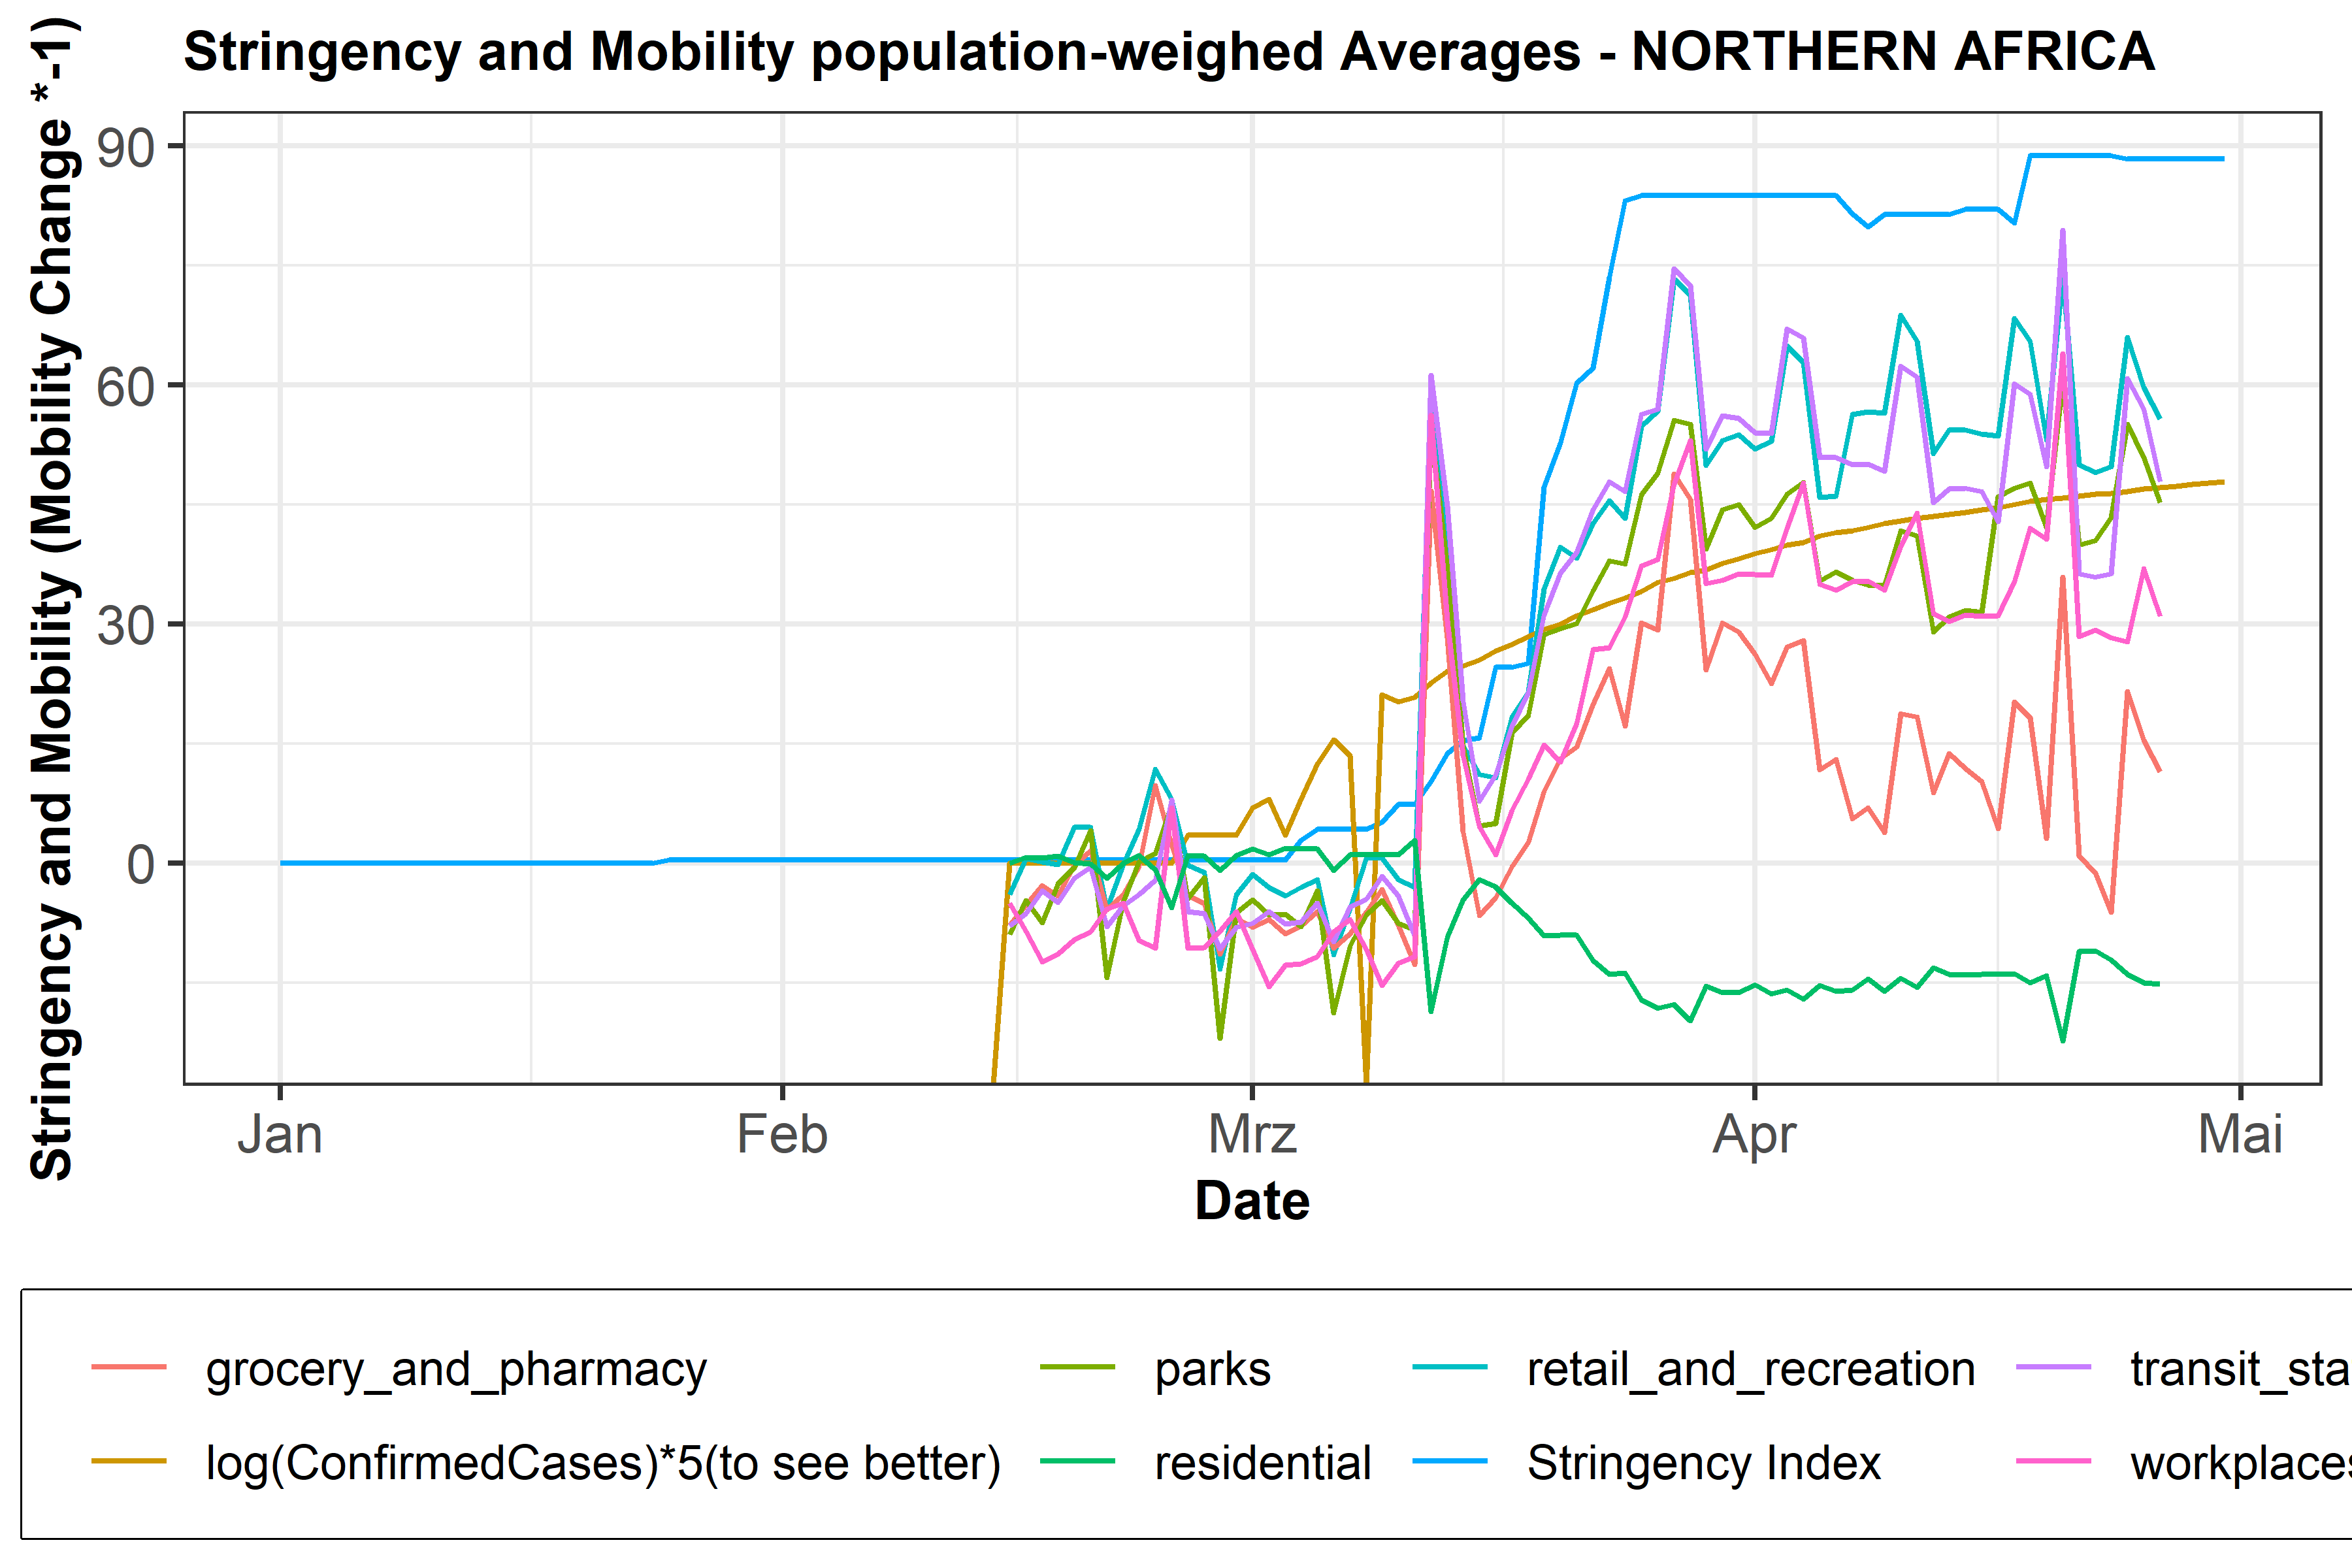 Stringency and Mobility population-weighed Averages - NORTHERN AFRICA
Stringency and Mobility (Mobility Change *-1)
90
60
30
0
Jan Feb Mrz Apr Mai
Date
grocery_and_pharmacy parks retail_and_recreation transit_sta
log(ConfirmedCases)*5(to see better) residential Stringency Index workplaces